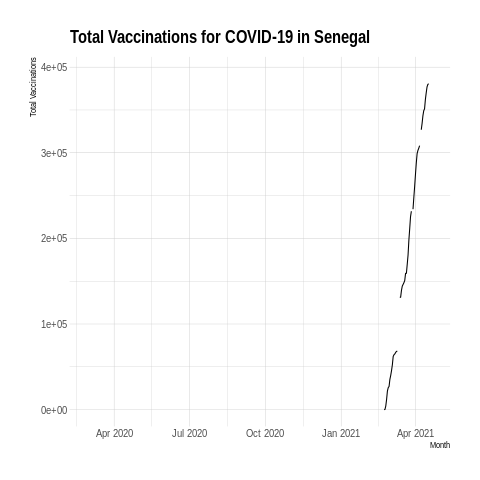 Total Vaccinations for COVID-19 in Senegal
Total Vaccinations
4e+05
3e+05
2e+05
1e+05
0e+00
Apr 2020
Jul 2020
Oct 2020
Jan 2021
Apr 2021
Month